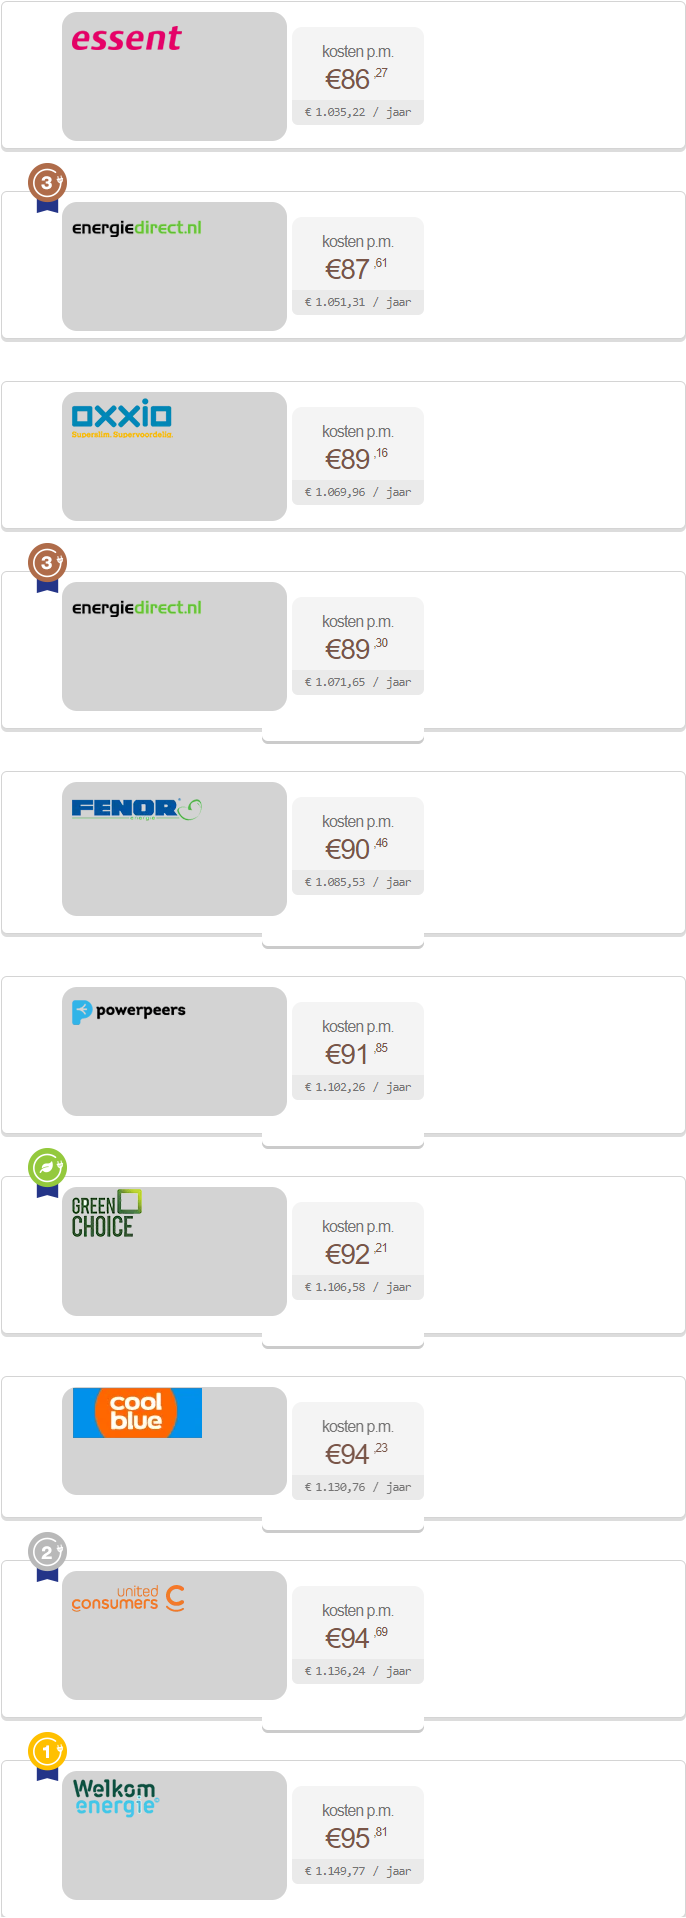 essent
kosten p.m.
€86,27
€ 1.035,22 / jaar
3
energiedirect.nl
kosten p.m.
€87,61
€ 1.051,31 / jaar
oxxio
Superslim. Supervoordelig.
kosten p.m.
€89,16
€ 1.069,96 / jaar
3
energiedirect.nl
kosten p.m.
€89,30
€ 1.071,65 / jaar
FENOR
energie
kosten p.m.
€90,46
€ 1.085,53 / jaar
powerpeers
kosten p.m.
€91,85
€ 1.102,26 / jaar
GREEN
CHOICE
kosten p.m.
€92,21
€ 1.106,58 / jaar
cool
blue
kosten p.m.
€94,23
€ 1.130,76 / jaar
2
united
consumers
kosten p.m.
€94,69
€ 1.136,24 / jaar
1
Welkom
energie©
kosten p.m.
€95,81
€ 1.149,77 / jaar